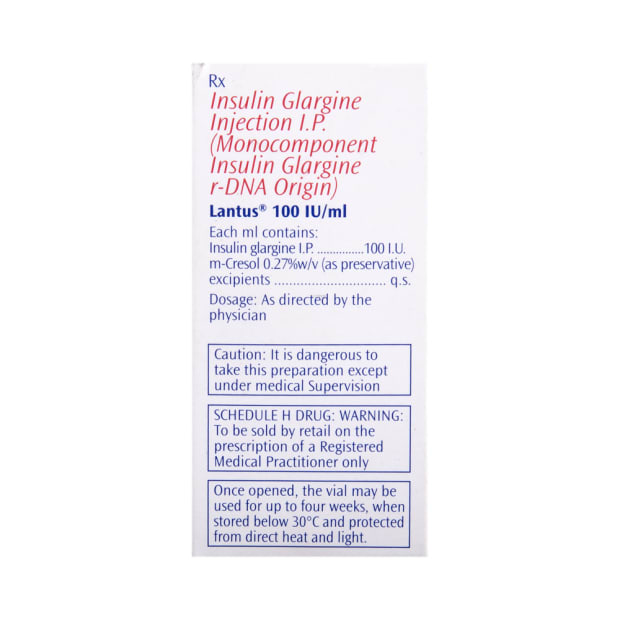 Rx
Insulin Glargine
Injection I.P.
(Monocomponent
Insulin Glargine
r-DNA Origin)
Lantus® 100 IU/ml
Each ml contains:
Insulin glargine I.P. ...............100 I.U.
m-Cresol 0.27%w/v (as preservative)
excipients ............................. q.s.
Dosage: As directed by the
physician
Caution: It is dangerous to
take this preparation except
under medical Supervision
SCHEDULE H DRUG: WARNING:
To be sold by retail on the
prescription of a Registered
Medical Practitioner only
Once opened, the vial may be
used for up to four weeks, when
stored below 30°C and protected
from direct heat and light.